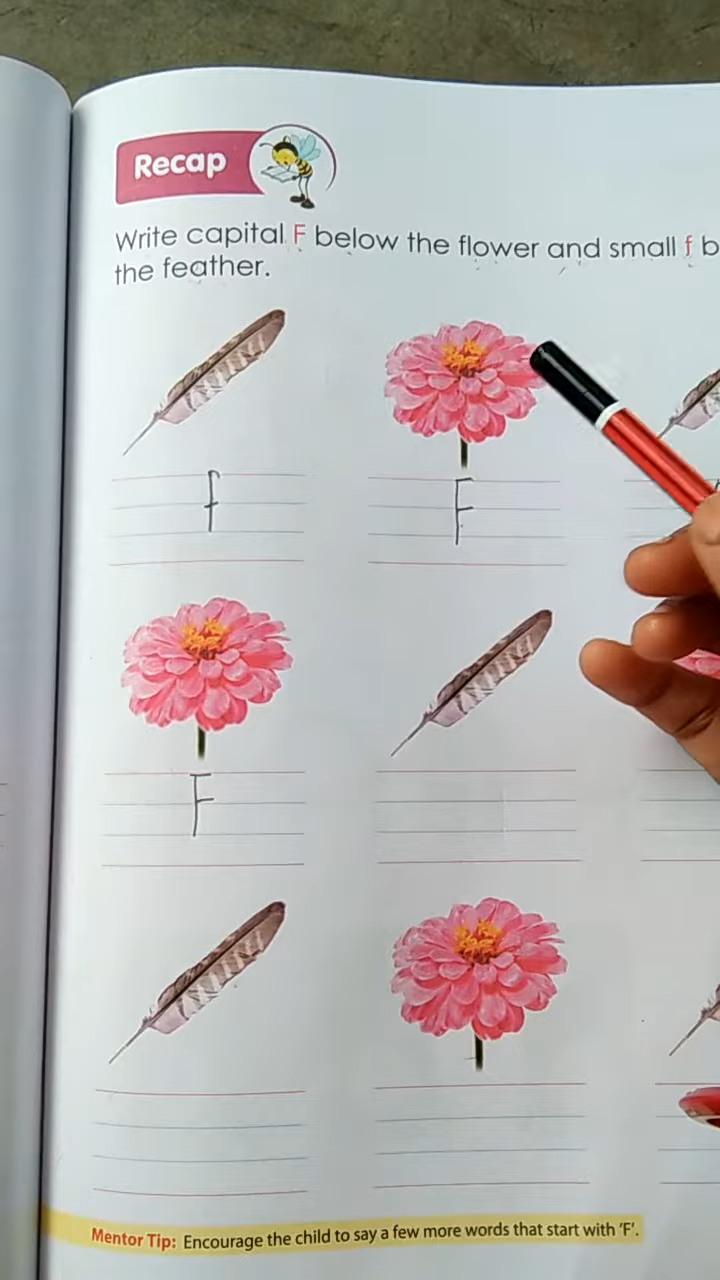 Recap
Write capital F below the flower and small f b
the feather.
f F
F
Mentor Tip: Encourage the child to say a few more words that start with 'F'.